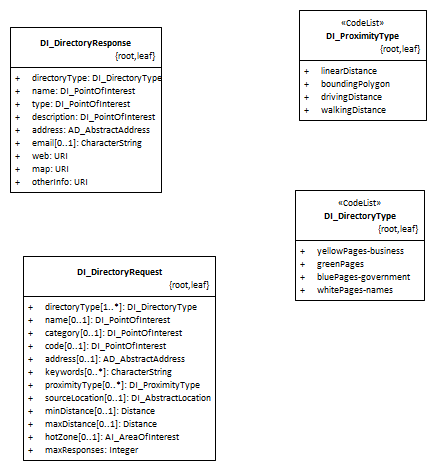 DI_DirectoryResponse
{root,leaf}
+ directoryType: DI_DirectoryType
+ name: DI_PointOfInterest
+ type: DI_PointOfInterest
+ description: DI_PointOfInterest
+ address: AD_AbstractAddress
+ email[0..1]: CharacterString
+ web: URI
+ map: URI
+ otherInfo: URI
«CodeList»
DI_ProximityType
{root,leaf}
+ linearDistance
+ boundingPolygon
+ drivingDistance
+ walkingDistance
«CodeList»
DI_DirectoryType
{root,leaf}
+ yellowPages-business
+ greenPages
+ bluePages-government
+ whitePages-names
DI_DirectoryRequest
{root,leaf}
+ directoryType[1..*]: DI_DirectoryType
+ name[0..1]: DI_PointOfInterest
+ category[0..1]: DI_PointOfInterest
+ code[0..1]: DI_PointOfInterest
+ address[0..1]: AD_AbstractAddress
+ keywords[0..*]: CharacterString
+ proximityType[0..*]: DI_ProximityType
+ sourceLocation[0..1]: DI_AbstractLocation
+ minDistance[0..1]: Distance
+ maxDistance[0..1]: Distance
+ hotZone[0..1]: AI_AreaOfInterest
+ maxResponses: Integer